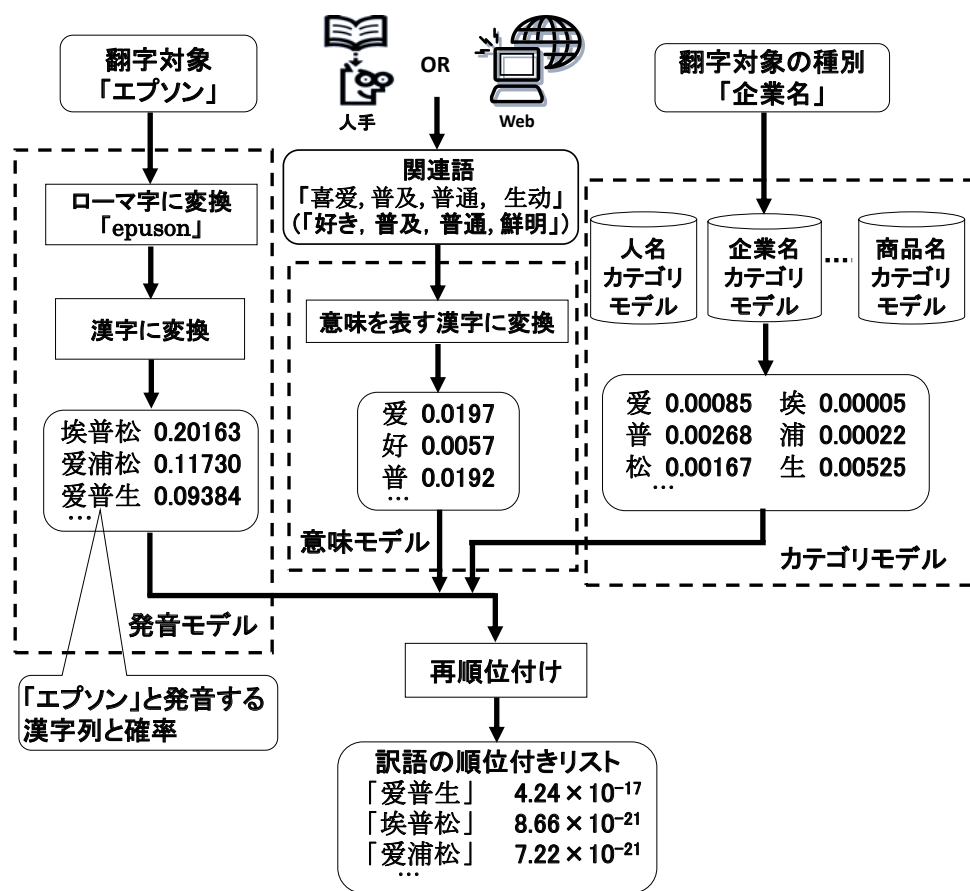 翻字対象
「エプソン」
人手
OR
Web
翻字対象の種別
「企業名」
ローマ字に変換
「epuson」
漢字に変換
埃普松 0.20163
爱浦松 0.11730
爱普生 0.09384
…
発音モデル
「エプソン」と発音する
漢字列と確率
関連語
「喜爱, 普及, 普通, 生动」
(「好き, 普及, 普通, 鮮明」)
意味を表す漢字に変換
爱 0.0197
好 0.0057
普 0.0192
…
意味モデル
人名
カテゴリ
モデル
企業名
カテゴリ
モデル
……
商品名
カテゴリ
モデル
爱 0.00085 埃 0.00005
普 0.00268 浦 0.00022
松 0.00167 生 0.00525
…
カテゴリモデル
再順位付け
訳語の順位付きリスト
「爱普生」 4.24×10⁻¹⁷
「埃普松」 8.66×10⁻²¹
「爱浦松」 7.22×10⁻²¹
…